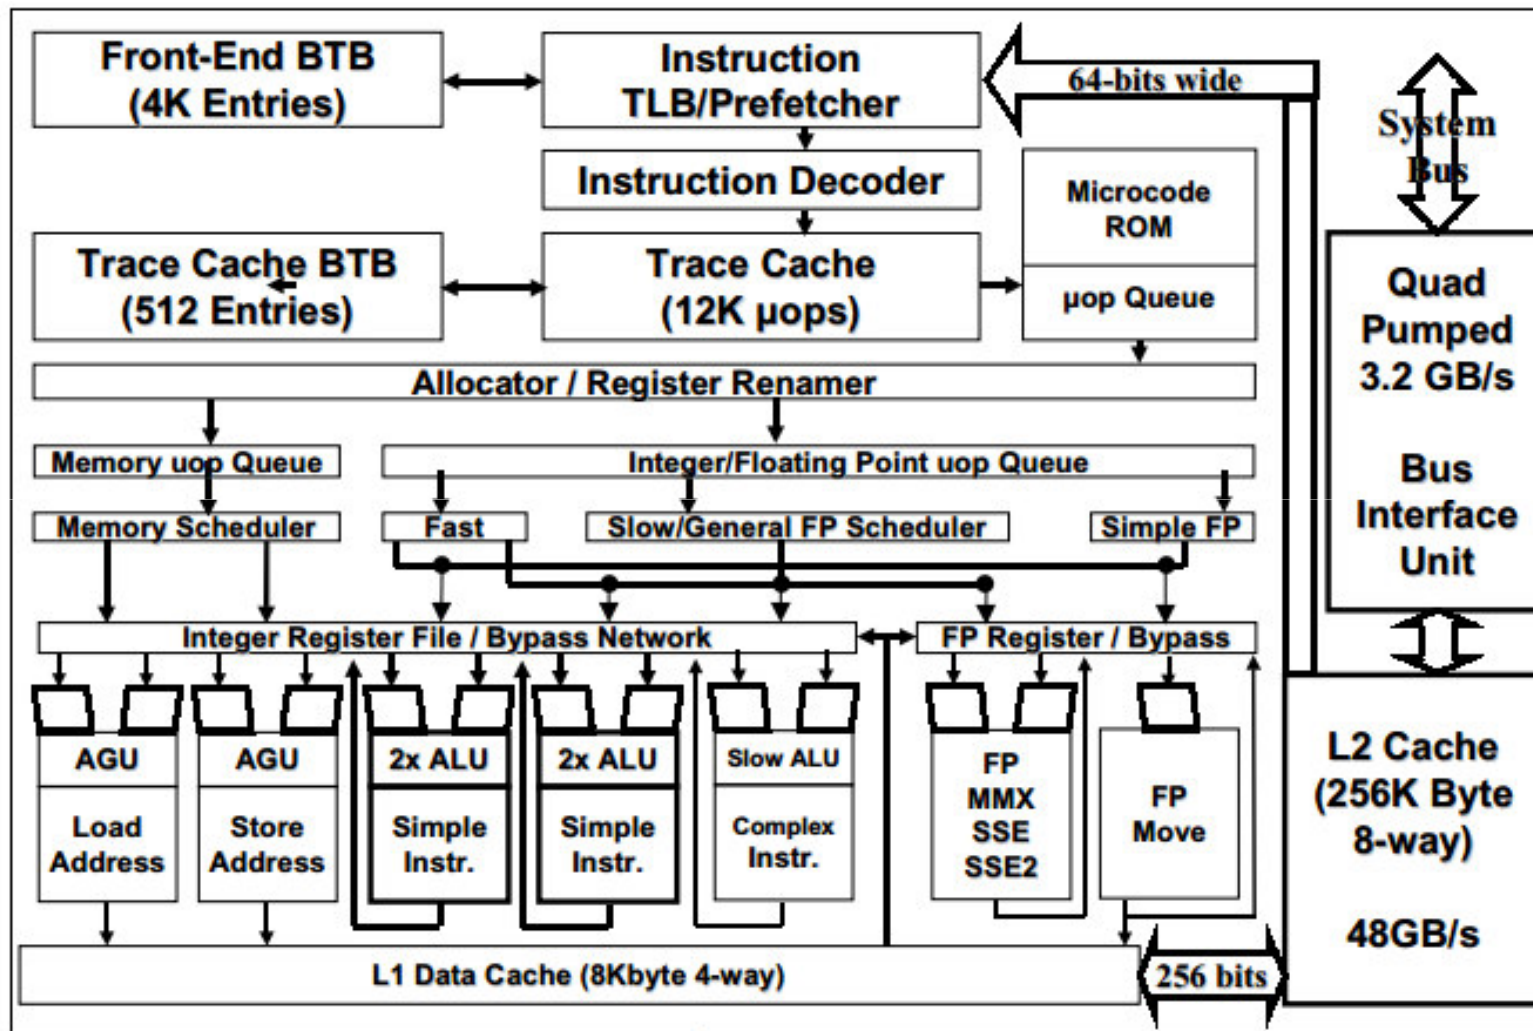 Front-End BTB
(4K Entries)
Instruction
TLB/Prefetcher
64-bits wide
System
Bus
Instruction Decoder
Microcode
ROM
Trace Cache BTB
(512 Entries)
Trace Cache
(12K µops)
µop Queue
Quad
Pumped
3.2 GB/s
Bus
Interface
Unit
Allocator / Register Renamer
Memory uop Queue
Integer/Floating Point uop Queue
Memory Scheduler
Fast
Slow/General FP Scheduler
Simple FP
Integer Register File / Bypass Network
FP Register / Bypass
AGU
Load
Address
AGU
Store
Address
2x ALU
Simple
Instr.
2x ALU
Simple
Instr.
Slow ALU
Complex
Instr.
FP
MMX
SSE
SSE2
FP
Move
L2 Cache
(256K Byte
8-way)
48GB/s
L1 Data Cache (8Kbyte 4-way)
256 bits